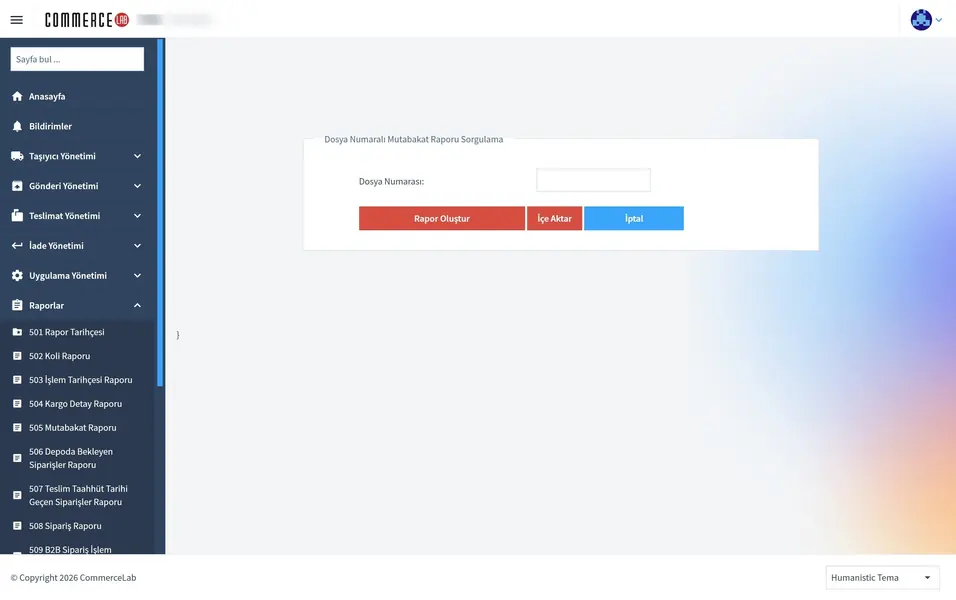 COMMERCE LAB
Sayfa bul ...
Anasayfa
Bildirimler
Taşıyıcı Yönetimi
Gönderi Yönetimi
Teslimat Yönetimi
İade Yönetimi
Uygulama Yönetimi
Raporlar
501 Rapor Tarihçesi
502 Koli Raporu
503 İşlem Tarihçesi Raporu
504 Kargo Detay Raporu
505 Mutabakat Raporu
506 Depoda Bekleyen
Siparişler Raporu
507 Teslim Taahhüt Tarihi
Geçen Siparişler Raporu
508 Sipariş Raporu
509 B2B Sipariş İşlem
Dosya Numaralı Mutabakat Raporu Sorgulama
Dosya Numarası:
Rapor Oluştur
İçe Aktar
İptal
}
© Copyright 2026 CommerceLab
Humanistic Tema